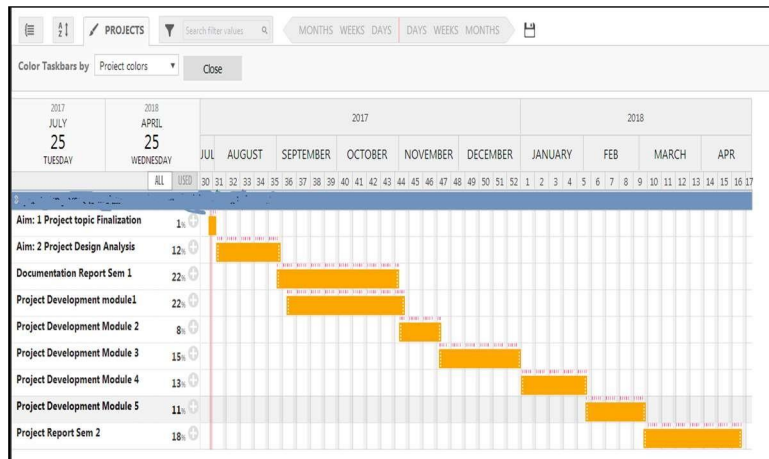 A Z PROJECTS Search filter values MONTHS WEEKS DAYS DAYS WEEKS MONTHS
Color Taskbars by Project colors Close
2017 2018 2017 2018
JULY APRIL
25 25
TUESDAY WEDNESDAY
JUL AUGUST SEPTEMBER OCTOBER NOVEMBER DECEMBER JANUARY FEB MARCH APR
ALL USED 30 31 32 33 34 35 36 37 38 39 40 41 42 43 44 45 46 47 48 49 50 51 52 1 2 3 4 5 6 7 8 9 10 11 12 13 14 15 16 17
Aim: 1 Project topic Finalization 1%
Aim: 2 Project Design Analysis 12%
Documentation Report Sem 1 22%
Project Development module1 22%
Project Development Module 2 8%
Project Development Module 3 15%
Project Development Module 4 13%
Project Development Module 5 11%
Project Report Sem 2 18%